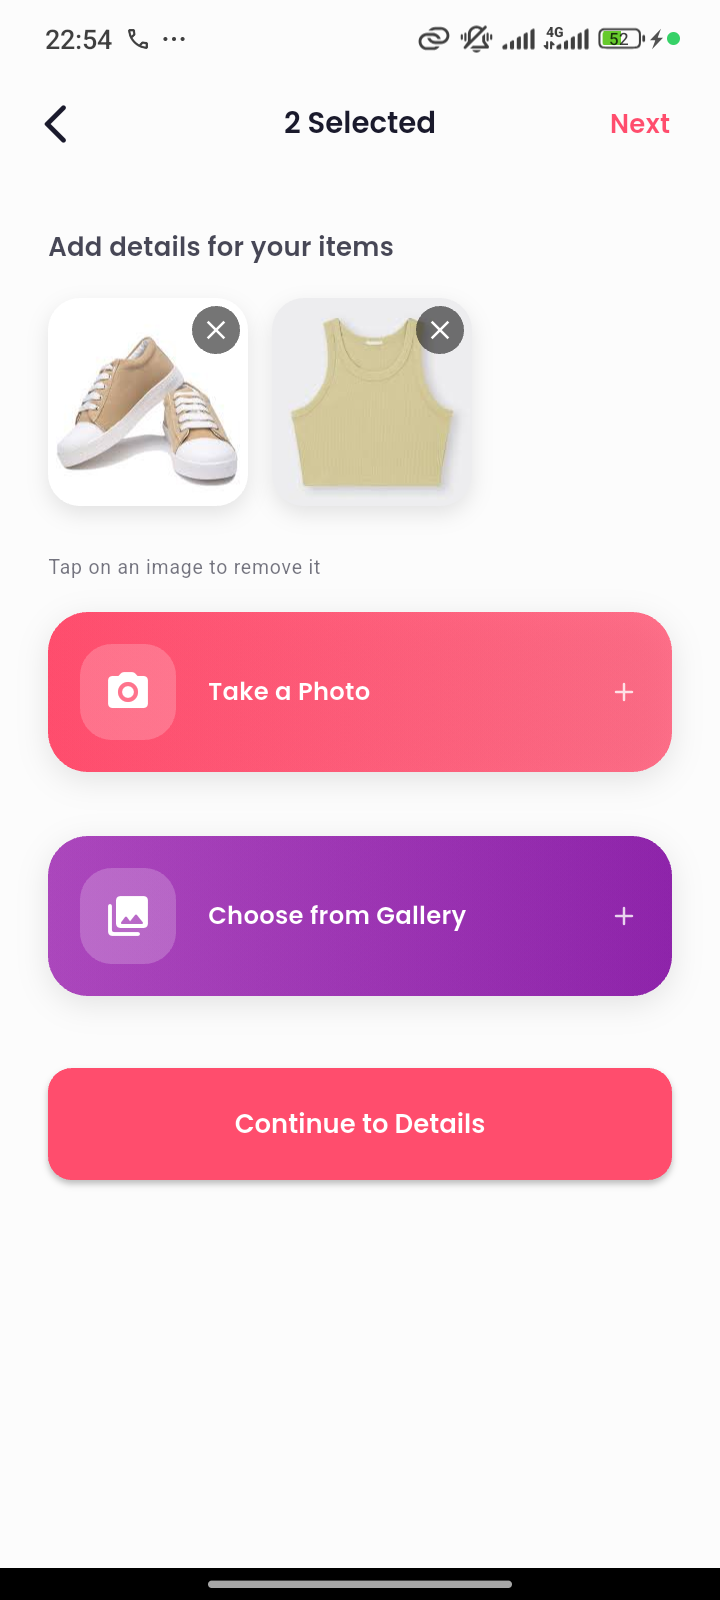 22:54
4G
52
2 Selected
Next
Add details for your items
Tap on an image to remove it
Take a Photo
Choose from Gallery
Continue to Details